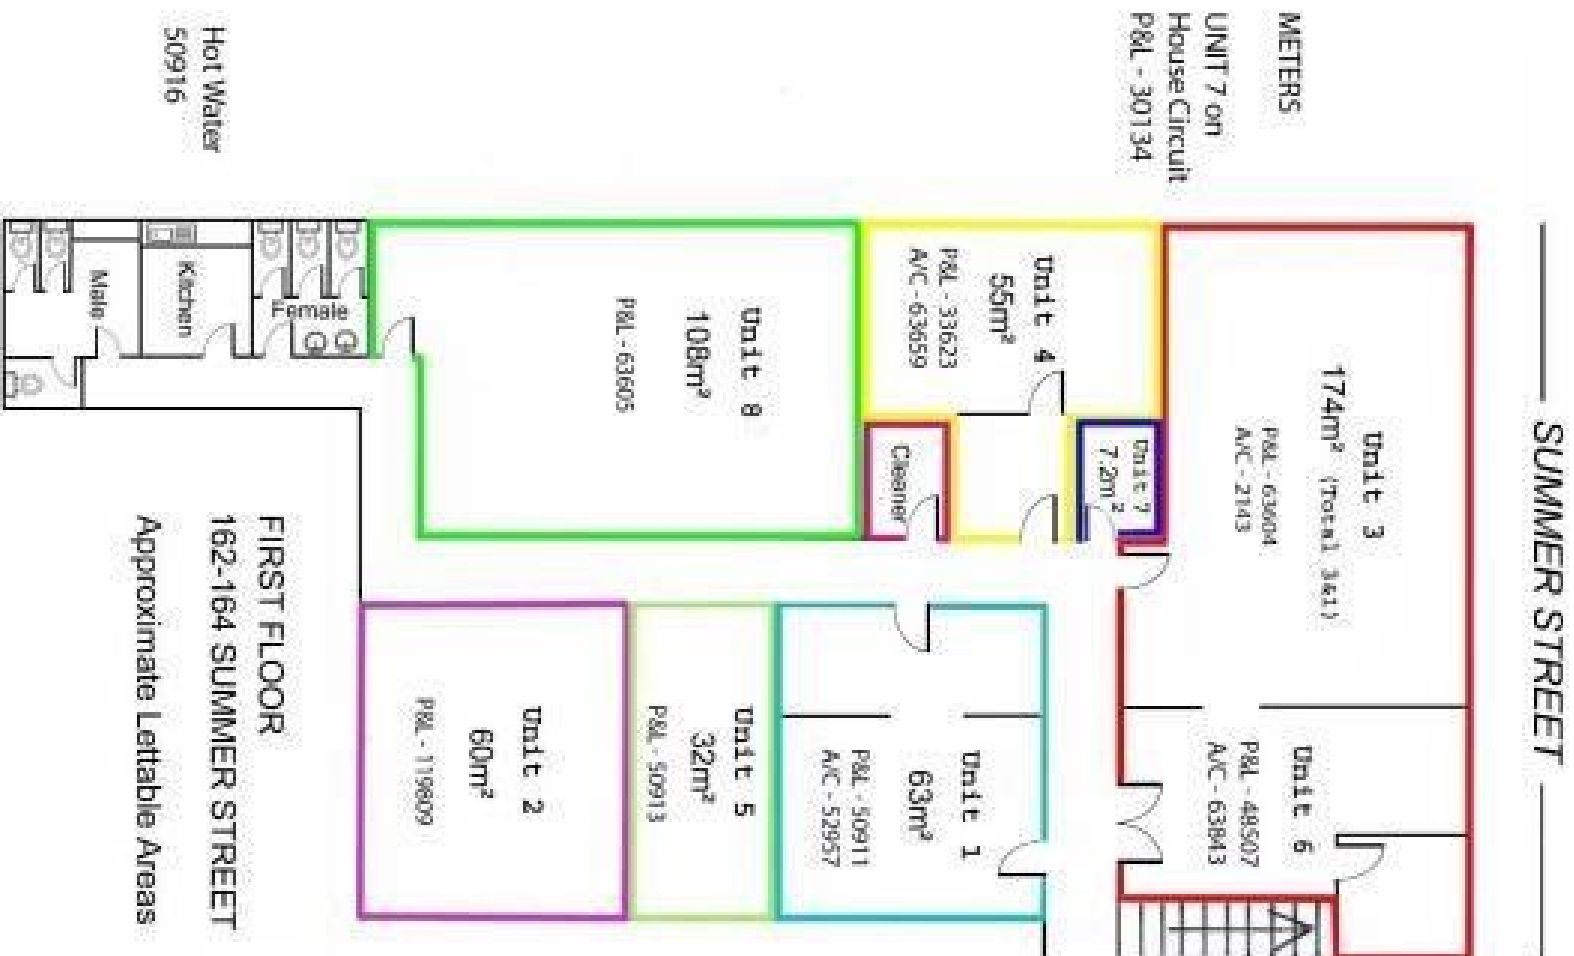 SUMMER STREET
METERS
UNIT 7 on
House Circuit
P&L - 30134
Hot Water
50916
Unit 3
174m² (Total 3&1)
P&L - 63604
A/C - 2143
Unit 6
P&L - 48507
A/C - 63843
Unit 4
55m²
P&L - 33623
A/C - 63659
Unit 7
7.2m²
Cleaner
Unit 8
108m²
P&L - 63605
Unit 1
63m²
P&L - 50911
A/C - 52957
Unit 5
32m²
P&L - 50913
Unit 2
60m²
P&L - 119809
Female
Kitchen
Male
FIRST FLOOR
162-164 SUMMER STREET
Approximate Lettable Areas